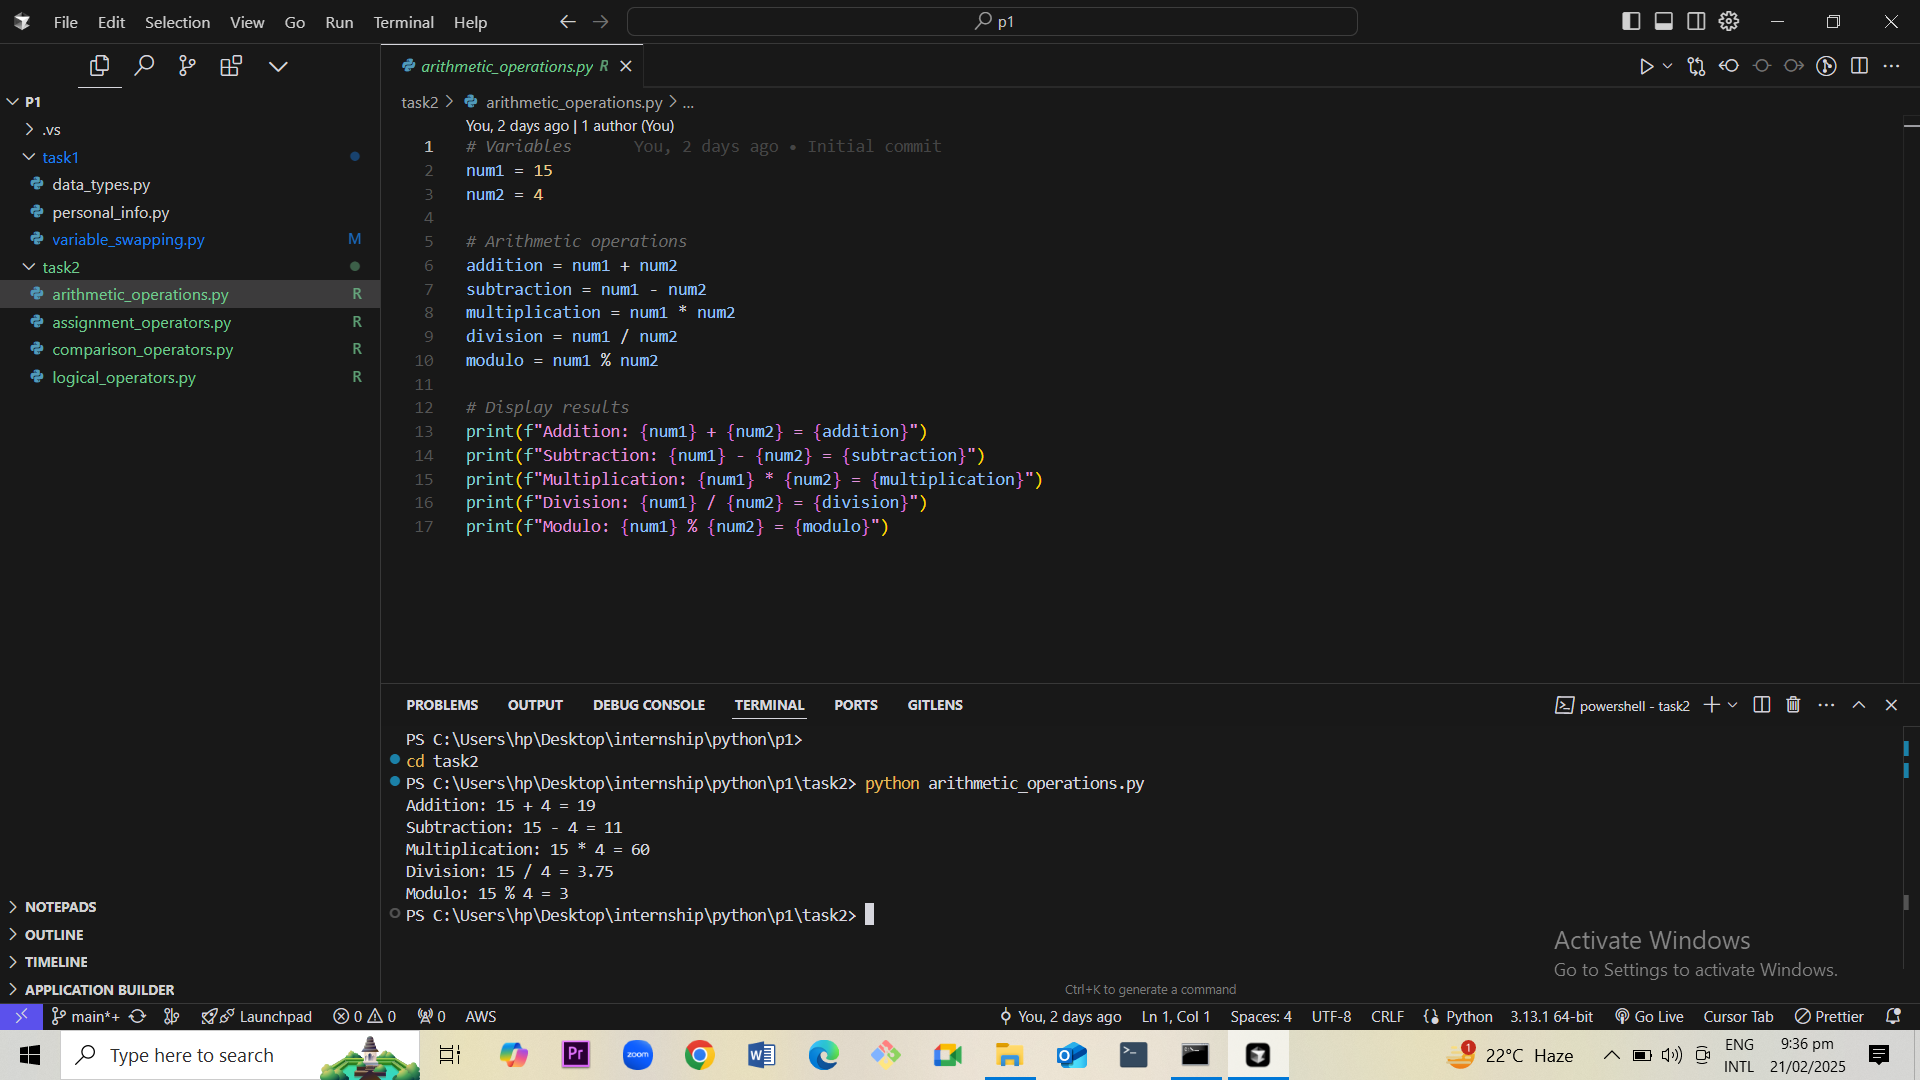 File Edit Selection View Go Run Terminal Help
p1
arithmetic_operations.py R
P1
.vs
task1
data_types.py
personal_info.py
variable_swapping.py M
task2
arithmetic_operations.py R
assignment_operators.py R
comparison_operators.py R
logical_operators.py R
NOTEPADS
OUTLINE
TIMELINE
APPLICATION BUILDER
task2 > arithmetic_operations.py > ...
You, 2 days ago | 1 author (You)
1 # Variables You, 2 days ago • Initial commit
2 num1 = 15
3 num2 = 4
4
5 # Arithmetic operations
6 addition = num1 + num2
7 subtraction = num1 - num2
8 multiplication = num1 * num2
9 division = num1 / num2
10 modulo = num1 % num2
11
12 # Display results
13 print(f"Addition: {num1} + {num2} = {addition}")
14 print(f"Subtraction: {num1} - {num2} = {subtraction}")
15 print(f"Multiplication: {num1} * {num2} = {multiplication}")
16 print(f"Division: {num1} / {num2} = {division}")
17 print(f"Modulo: {num1} % {num2} = {modulo}")
PROBLEMS OUTPUT DEBUG CONSOLE TERMINAL PORTS GITLENS
powershell - task2
PS C:\Users\hp\Desktop\internship\python\p1>
cd task2
PS C:\Users\hp\Desktop\internship\python\p1\task2> python arithmetic_operations.py
Addition: 15 + 4 = 19
Subtraction: 15 - 4 = 11
Multiplication: 15 * 4 = 60
Division: 15 / 4 = 3.75
Modulo: 15 % 4 = 3
PS C:\Users\hp\Desktop\internship\python\p1\task2>
Activate Windows
Go to Settings to activate Windows.
Ctrl+K to generate a command
main*+ Launchpad 0 0 0 AWS You, 2 days ago Ln 1, Col 1 Spaces: 4 UTF-8 CRLF Python 3.13.1 64-bit Go Live Cursor Tab Prettier
Type here to search
Pr
zoom
1
22°C Haze
ENG
INTL
9:36 pm
21/02/2025